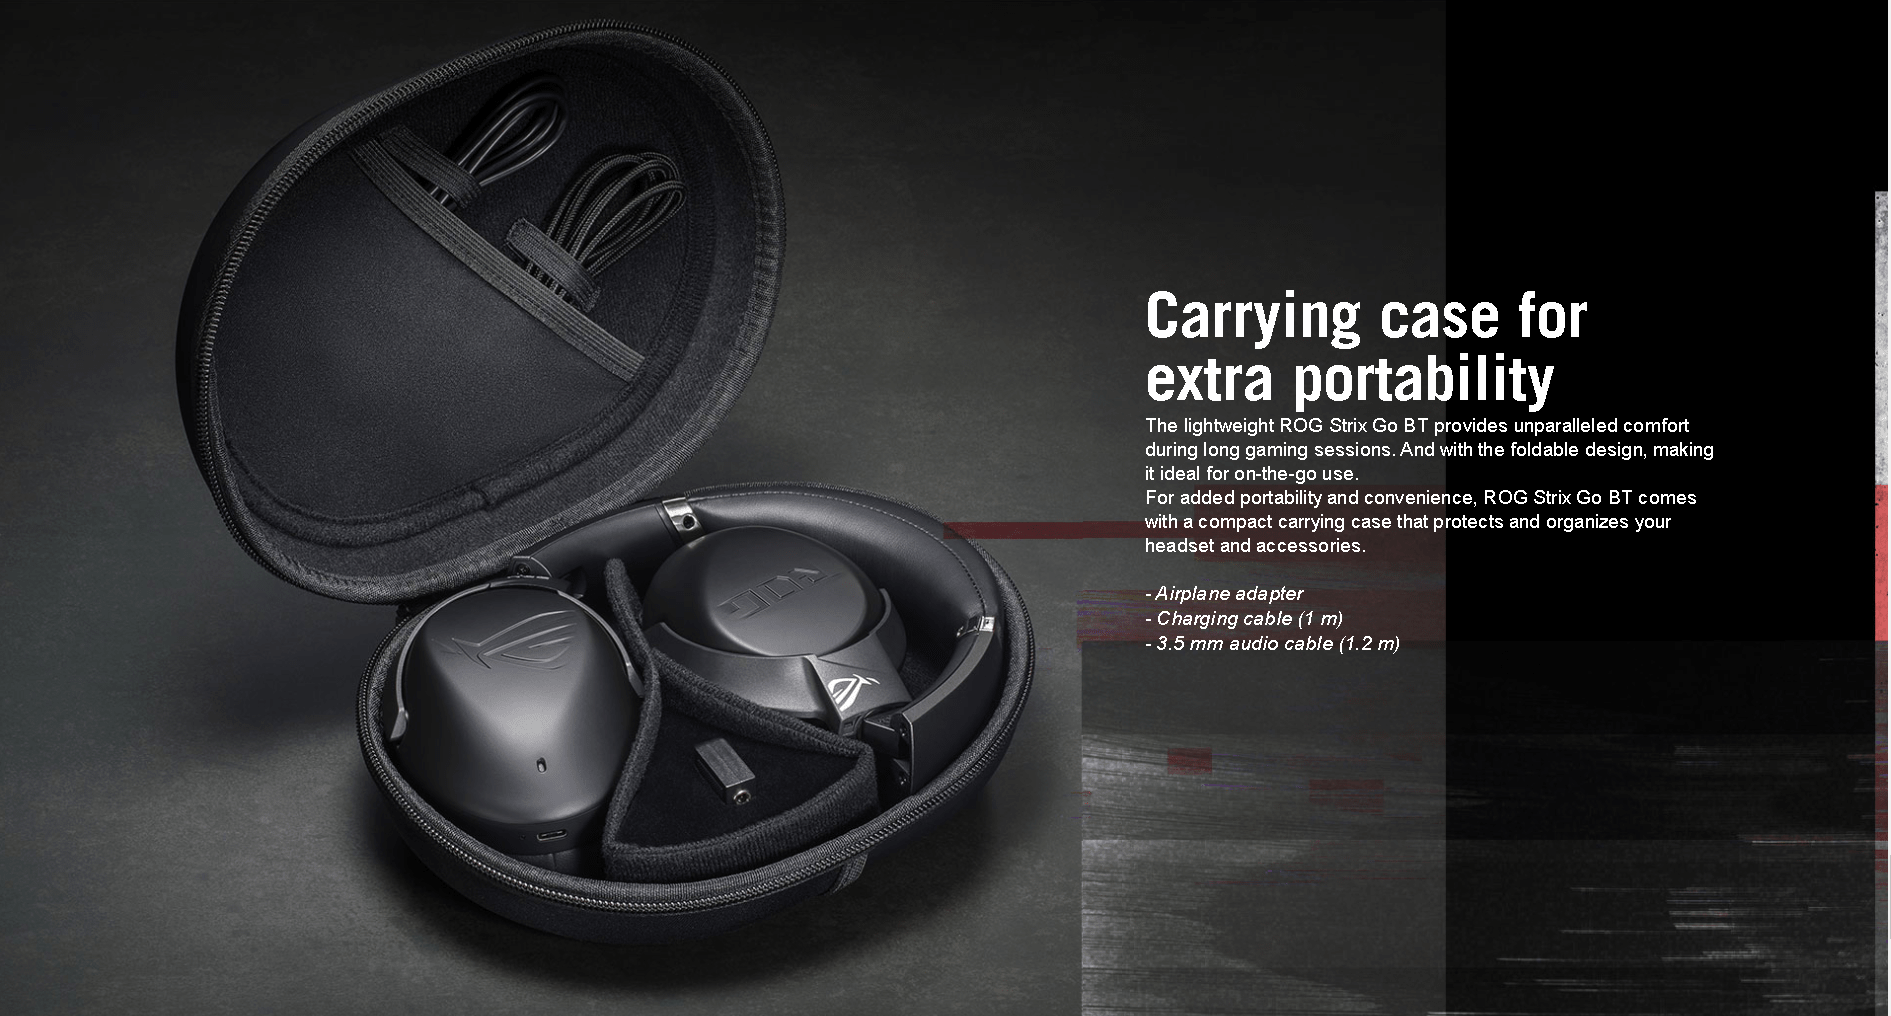 Carrying case for
extra portability
The lightweight ROG Strix Go BT provides unparalleled comfort
during long gaming sessions. And with the foldable design, making
it ideal for on-the-go use.
For added portability and convenience, ROG Strix Go BT comes
with a compact carrying case that protects and organizes your
headset and accessories.
- Airplane adapter
- Charging cable (1 m)
- 3.5 mm audio cable (1.2 m)